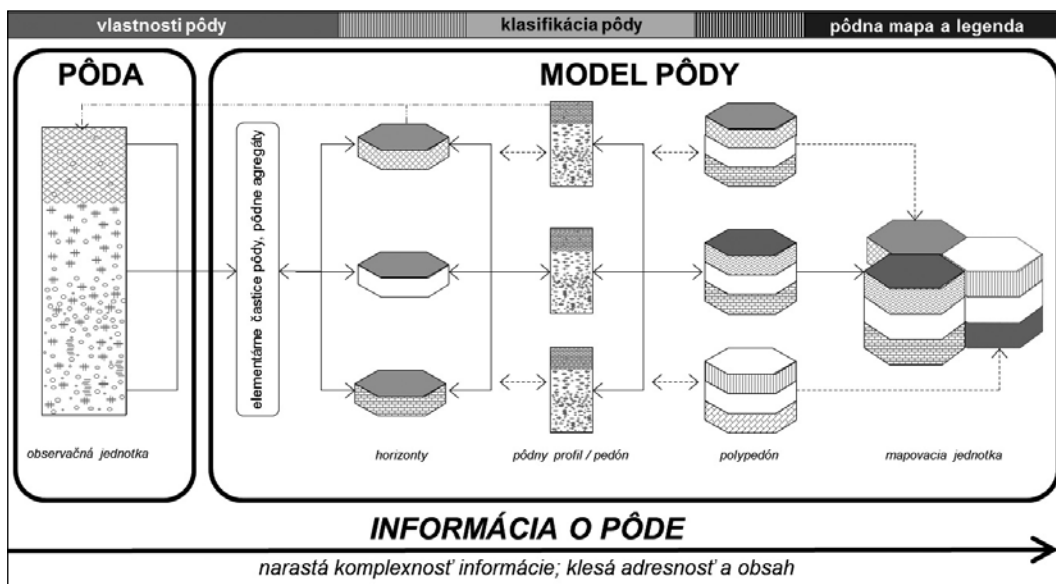 vlastnosti pôdy
klasifikácia pôdy
pôdna mapa a legenda
PÔDA
MODEL PÔDY
elementárne častice pôdy, pôdne agregáty
observačná jednotka
horizonty
pôdny profil / pedón
polypedón
mapovacia jednotka
INFORMÁCIA O PÔDE
narastá komplexnosť informácie; klesá adresnosť a obsah